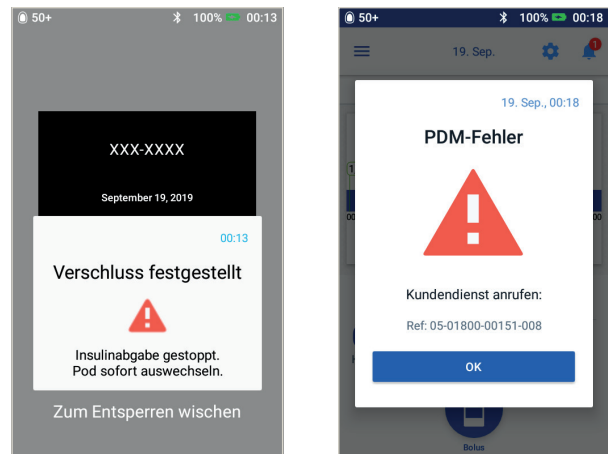 50+
100%
00:13
XXX-XXXX
September 19, 2019
00:13
Verschluss festgestellt
Insulinabgabe gestoppt.
Pod sofort auswechseln.
Zum Entsperren wischen
50+
100%
00:18
19. Sep.
1
19. Sep., 00:18
PDM-Fehler
Kundendienst anrufen:
Ref: 05-01800-00151-008
OK
Bolus